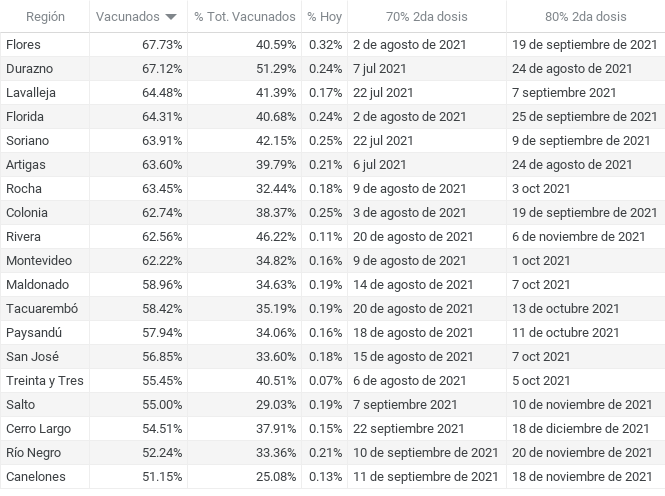 Región Vacunados % Tot. Vacunados % Hoy 70% 2da dosis 80% 2da dosis
Flores 67.73% 40.59% 0.32% 2 de agosto de 2021 19 de septiembre de 2021
Durazno 67.12% 51.29% 0.24% 7 jul 2021 24 de agosto de 2021
Lavalleja 64.48% 41.39% 0.17% 22 jul 2021 7 septiembre 2021
Florida 64.31% 40.68% 0.24% 2 de agosto de 2021 25 de septiembre de 2021
Soriano 63.91% 42.15% 0.25% 22 jul 2021 9 de septiembre de 2021
Artigas 63.60% 39.79% 0.21% 6 jul 2021 24 de agosto de 2021
Rocha 63.45% 32.44% 0.18% 9 de agosto de 2021 3 oct 2021
Colonia 62.74% 38.37% 0.25% 3 de agosto de 2021 19 de septiembre de 2021
Rivera 62.56% 46.22% 0.11% 20 de agosto de 2021 6 de noviembre de 2021
Montevideo 62.22% 34.82% 0.16% 9 de agosto de 2021 1 oct 2021
Maldonado 58.96% 34.63% 0.19% 14 de agosto de 2021 7 oct 2021
Tacuarembó 58.42% 35.19% 0.19% 20 de agosto de 2021 13 de octubre 2021
Paysandú 57.94% 34.06% 0.16% 18 de agosto de 2021 11 de octubre 2021
San José 56.85% 33.60% 0.18% 15 de agosto de 2021 7 oct 2021
Treinta y Tres 55.45% 40.51% 0.07% 6 de agosto de 2021 5 oct 2021
Salto 55.00% 29.03% 0.19% 7 septiembre 2021 10 de noviembre de 2021
Cerro Largo 54.51% 37.91% 0.15% 22 septiembre 2021 18 de diciembre de 2021
Río Negro 52.24% 33.36% 0.21% 10 de septiembre de 2021 20 de noviembre de 2021
Canelones 51.15% 25.08% 0.13% 11 de septiembre de 2021 18 de noviembre de 2021